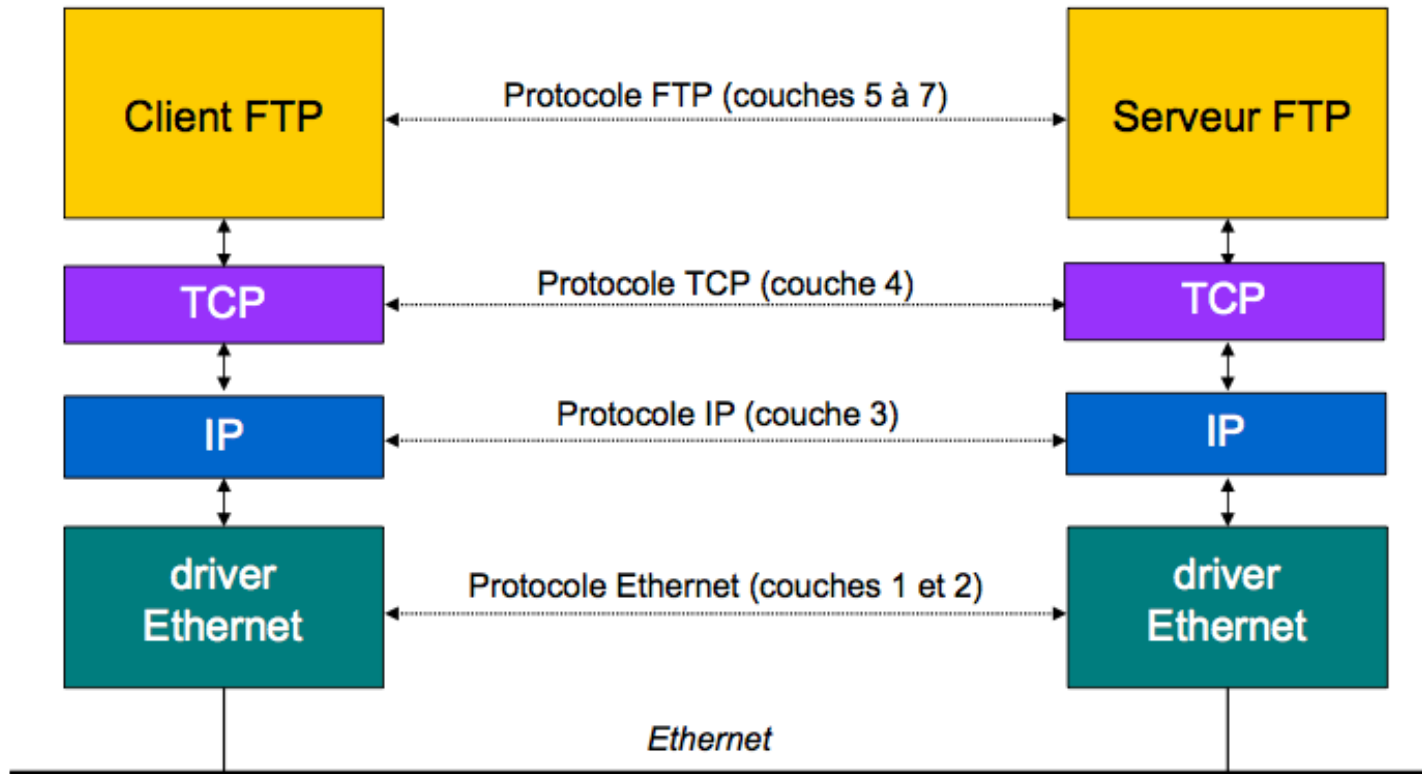 Client FTP
Protocole FTP (couches 5 à 7)
Serveur FTP
TCP
Protocole TCP (couche 4)
TCP
IP
Protocole IP (couche 3)
IP
driver
Ethernet
Protocole Ethernet (couches 1 et 2)
driver
Ethernet
Ethernet